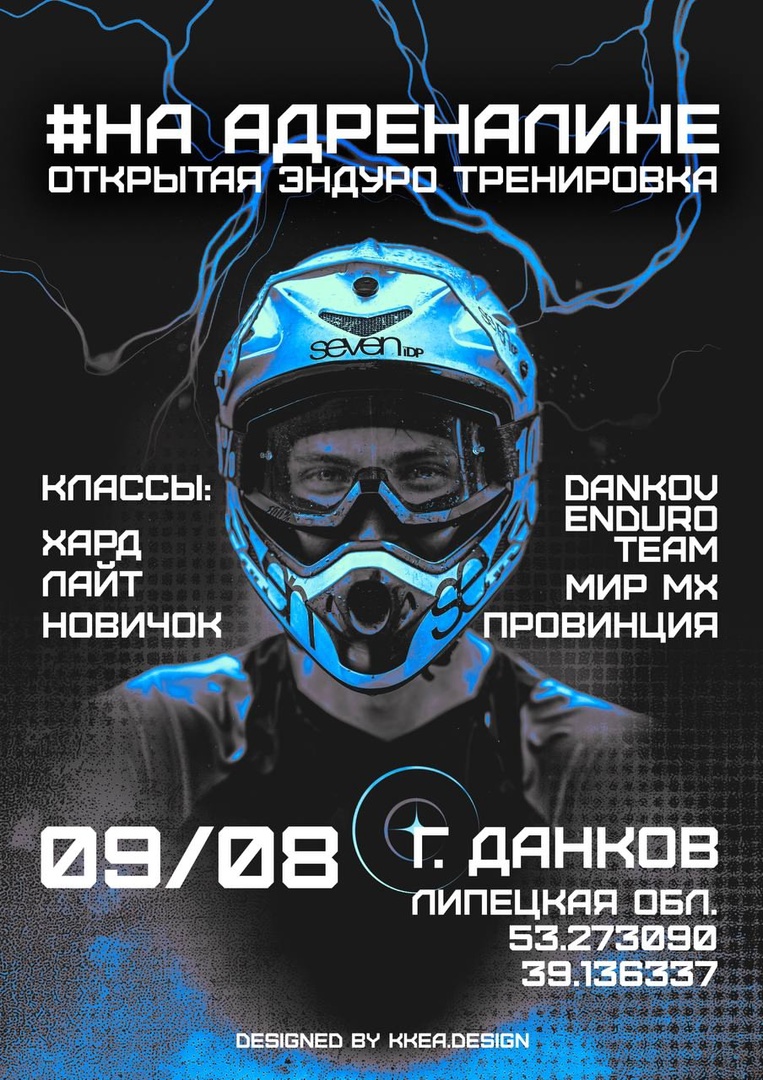 #НА АДРЕНАЛИНЕ
ОТКРЫТАЯ ЭНДУРО ТРЕНИРОВКА
seven iDP
КЛАССЫ:
ХАРД
ЛАЙТ
НОВИЧОК
DANKOV
ENDURO
TEAM
МИР МХ
ПРОВИНЦИЯ
09/08
Г. ДАНКОВ
ЛИПЕЦКАЯ ОБЛ.
53.273090
39.136337
DESIGNED BY KKEA.DESIGN